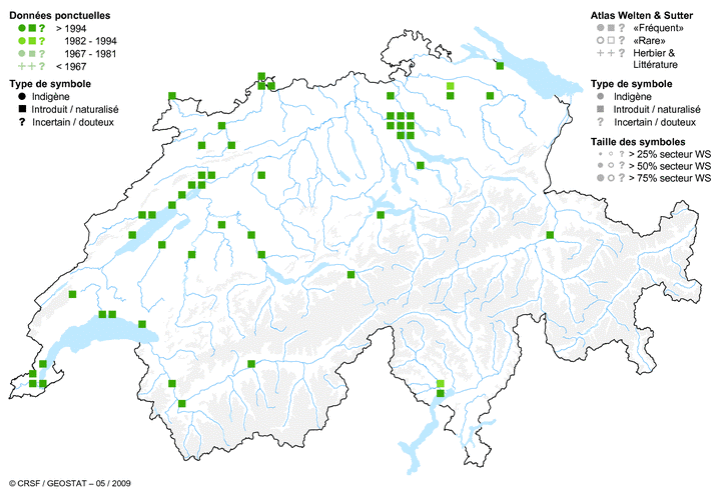 Données ponctuelles
? > 1994
? 1982 - 1994
? 1967 - 1981
? < 1967
Type de symbole
Indigène
Introduit / naturalisé
? Incertain / douteux
Atlas Welten & Sutter
? «Fréquent»
? «Rare»
? Herbier &
Littérature
Type de symbole
Indigène
Introduit / naturalisé
? Incertain / douteux
Taille des symboles
? > 25% secteur WS
? > 50% secteur WS
? > 75% secteur WS
© CRSF / GEOSTAT – 05 / 2009